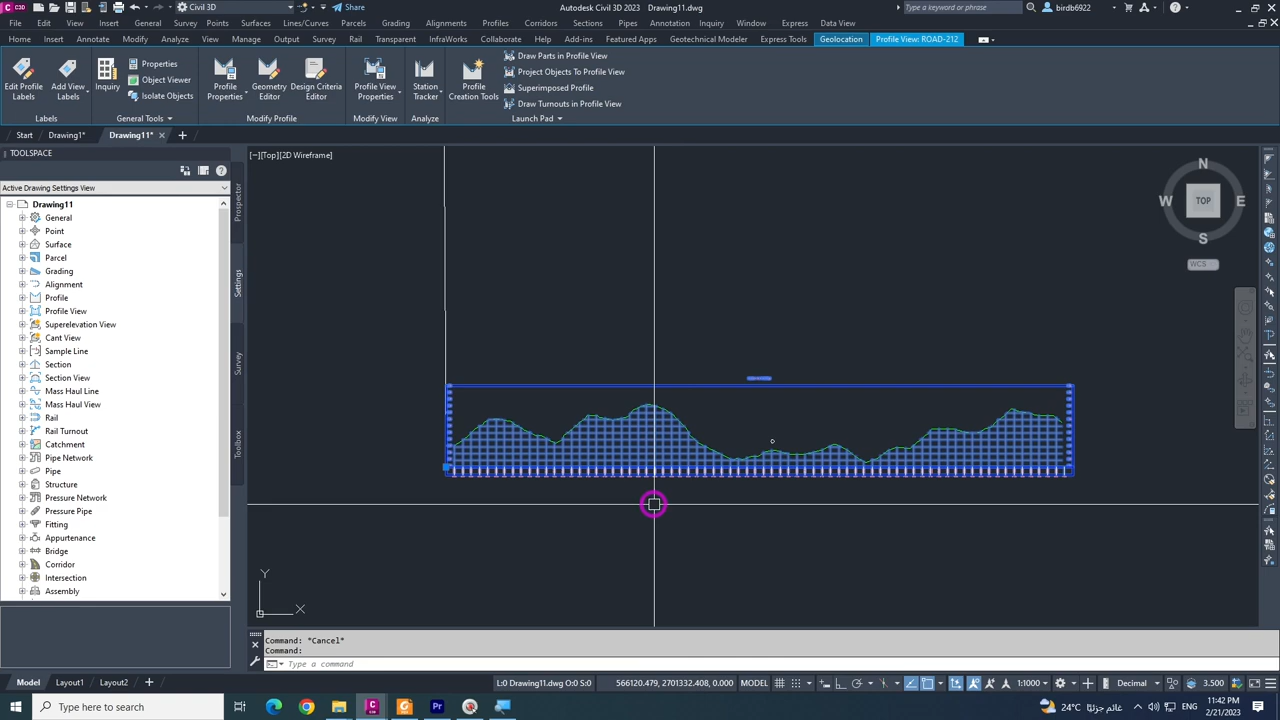 C3D
Civil 3D
Share
Autodesk Civil 3D 2023   Drawing11.dwg
Type a keyword or phrase
birdb6922
File
Edit
View
Insert
General
Survey
Points
Surfaces
Lines/Curves
Parcels
Grading
Alignments
Profiles
Corridors
Sections
Pipes
Annotation
Inquiry
Window
Express
Data View
Home
Insert
Annotate
Modify
Analyze
View
Manage
Output
Survey
Rail
Transparent
InfraWorks
Collaborate
Help
Add-ins
Featured Apps
Geotechnical Modeler
Express Tools
Geolocation
Profile View: ROAD-212
Edit Profile Labels
Add View Labels
Labels
Inquiry
Properties
Object Viewer
Isolate Objects
General Tools
Profile Properties
Geometry Editor
Design Criteria Editor
Modify Profile
Profile View Properties
Modify View
Station Tracker
Analyze
Profile Creation Tools
Draw Parts in Profile View
Project Objects To Profile View
Superimposed Profile
Draw Turnouts in Profile View
Launch Pad
Start
Drawing1*
Drawing11*
TOOLSPACE
Active Drawing Settings View
Drawing11
General
Point
Surface
Parcel
Grading
Alignment
Profile
Profile View
Superelevation View
Cant View
Sample Line
Section
Section View
Mass Haul Line
Mass Haul View
Rail
Rail Turnout
Catchment
Pipe Network
Pipe
Structure
Pressure Network
Pressure Pipe
Fitting
Appurtenance
Bridge
Corridor
Intersection
Assembly
Prospector
Settings
Survey
Toolbox
[−][Top][2D Wireframe]
N
W
TOP
E
S
WCS
Y
X
Command: *Cancel*
Command:
Type a command
Model
Layout1
Layout2
L:0 Drawing11.dwg O:0 S:0
566120.479, 2701332.408, 0.000
MODEL
1:1000
Decimal
3.500
Type here to search
24°C
ENG
11:42 PM
2/21/2023